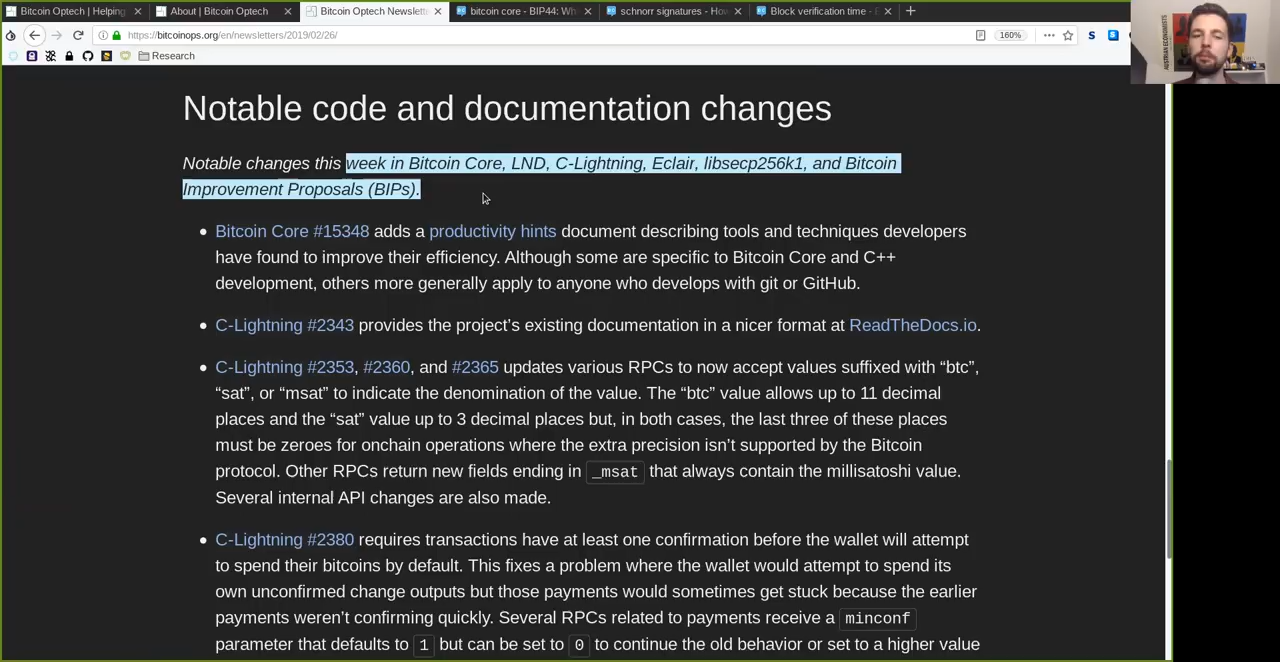 Bitcoin Optech | Helping
About | Bitcoin Optech
Bitcoin Optech Newslette
bitcoin core - BIP44: Wh
schnorr signatures - Hov
Block verification time -
https://bitcoinops.org/en/newsletters/2019/02/26/
160%
Research
AUSTRIAN ECONOMISTS
Notable code and documentation changes
Notable changes this week in Bitcoin Core, LND, C-Lightning, Eclair, libsecp256k1, and Bitcoin
Improvement Proposals (BIPs).
Bitcoin Core #15348 adds a productivity hints document describing tools and techniques developers
have found to improve their efficiency. Although some are specific to Bitcoin Core and C++
development, others more generally apply to anyone who develops with git or GitHub.
C-Lightning #2343 provides the project’s existing documentation in a nicer format at ReadTheDocs.io.
C-Lightning #2353, #2360, and #2365 updates various RPCs to now accept values suffixed with “btc”,
“sat”, or “msat” to indicate the denomination of the value. The “btc” value allows up to 11 decimal
places and the “sat” value up to 3 decimal places but, in both cases, the last three of these places
must be zeroes for onchain operations where the extra precision isn’t supported by the Bitcoin
protocol. Other RPCs return new fields ending in _msat that always contain the millisatoshi value.
Several internal API changes are also made.
C-Lightning #2380 requires transactions have at least one confirmation before the wallet will attempt
to spend their bitcoins by default. This fixes a problem where the wallet would attempt to spend its
own unconfirmed change outputs but those payments would sometimes get stuck because the earlier
payments weren’t confirming quickly. Several RPCs related to payments receive a minconf
parameter that defaults to 1 but can be set to 0 to continue the old behavior or set to a higher value